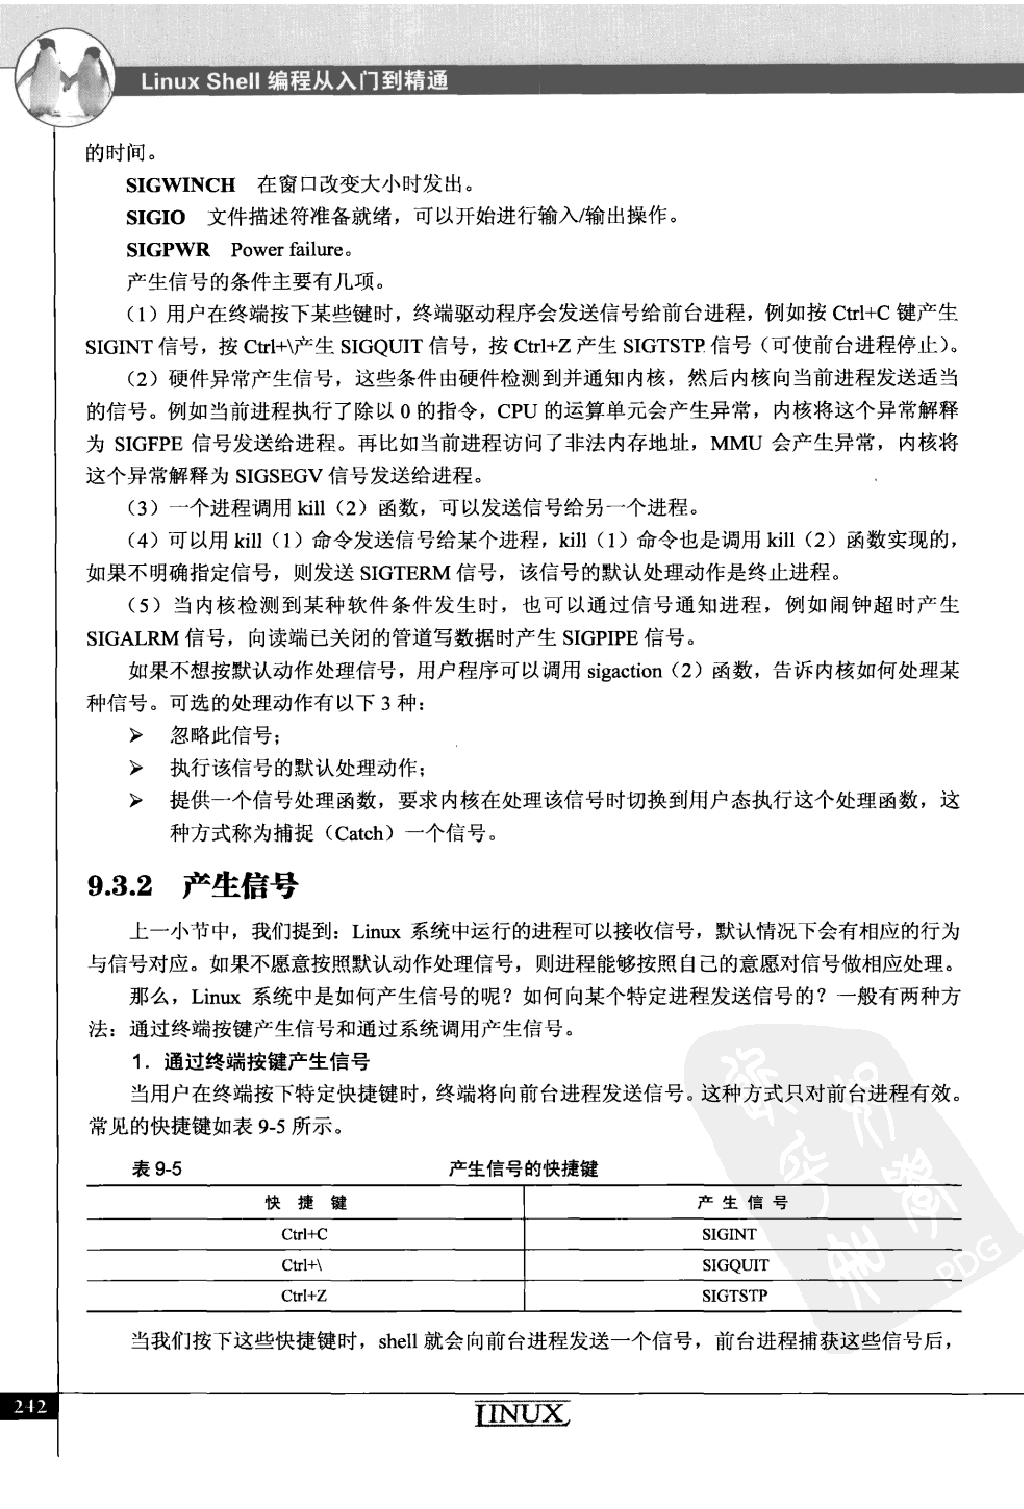 Linux Shell 编程从入门到精通
的时间。
SIGWINCH 在窗口改变大小时发出。
SIGIO 文件描述符准备就绪，可以开始进行输入/输出操作。
SIGPWR Power failure。
产生信号的条件主要有几项。
（1）用户在终端按下某些键时，终端驱动程序会发送信号给前台进程，例如按 Ctrl+C 键产生
SIGINT 信号，按 Ctrl+\产生 SIGQUIT 信号，按 Ctrl+Z 产生 SIGTSTP 信号（可使前台进程停止）。
（2）硬件异常产生信号，这些条件由硬件检测到并通知内核，然后内核向当前进程发送适当
的信号。例如当前进程执行了除以 0 的指令，CPU 的运算单元会产生异常，内核将这个异常解释
为 SIGFPE 信号发送给进程。再比如当前进程访问了非法内存地址，MMU 会产生异常，内核将
这个异常解释为 SIGSEGV 信号发送给进程。
（3）一个进程调用 kill（2）函数，可以发送信号给另一个进程。
（4）可以用 kill（1）命令发送信号给某个进程，kill（1）命令也是调用 kill（2）函数实现的，
如果不明确指定信号，则发送 SIGTERM 信号，该信号的默认处理动作是终止进程。
（5）当内核检测到某种软件条件发生时，也可以通过信号通知进程，例如闹钟超时产生
SIGALRM 信号，向读端已关闭的管道写数据时产生 SIGPIPE 信号。
如果不想按默认动作处理信号，用户程序可以调用 sigaction（2）函数，告诉内核如何处理某
种信号。可选的处理动作有以下 3 种：
➢ 忽略此信号；
➢ 执行该信号的默认处理动作；
➢ 提供一个信号处理函数，要求内核在处理该信号时切换到用户态执行这个处理函数，这
种方式称为捕捉（Catch）一个信号。
9.3.2 产生信号
上一小节中，我们提到：Linux 系统中运行的进程可以接收信号，默认情况下会有相应的行为
与信号对应。如果不愿意按照默认动作处理信号，则进程能够按照自己的意愿对信号做相应处理。
那么，Linux 系统中是如何产生信号的呢？如何向某个特定进程发送信号的？一般有两种方
法：通过终端按键产生信号和通过系统调用产生信号。
1．通过终端按键产生信号
当用户在终端按下特定快捷键时，终端将向前台进程发送信号。这种方式只对前台进程有效。
常见的快捷键如表 9-5 所示。
表 9-5 产生信号的快捷键
快 捷 键 产 生 信 号
Ctrl+C SIGINT
Ctrl+\ SIGQUIT
Ctrl+Z SIGTSTP
当我们按下这些快捷键时，shell 就会向前台进程发送一个信号，前台进程捕获这些信号后，
242
LINUX
PDG